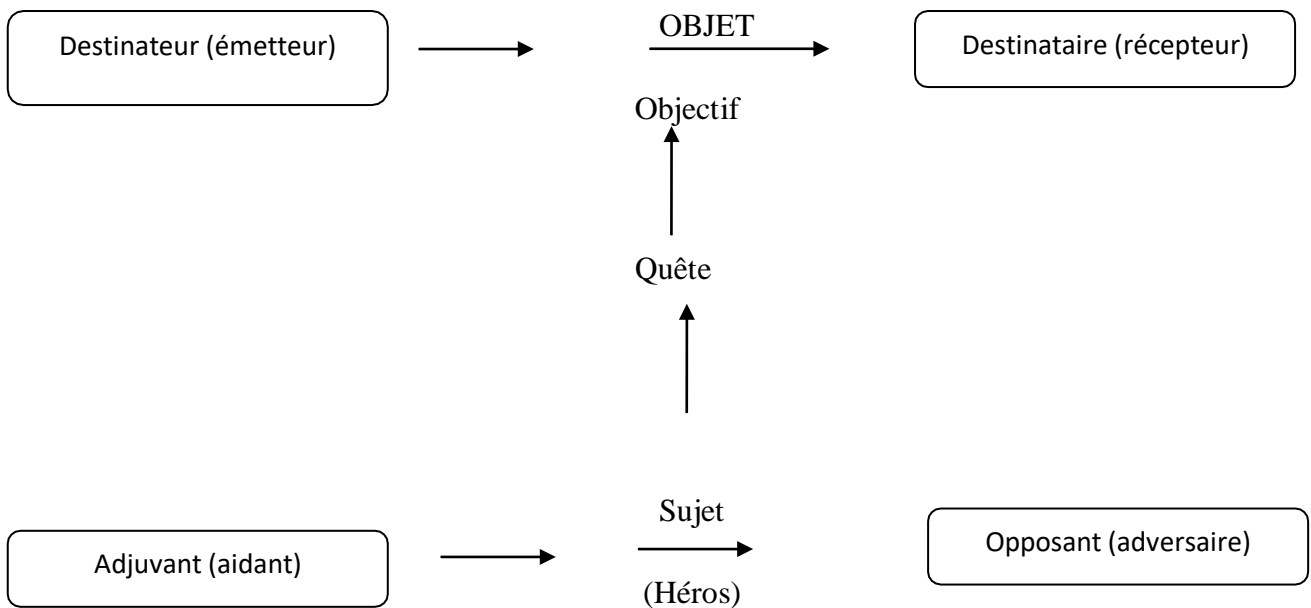 Destinateur (émetteur)
OBJET
Destinataire (récepteur)
Objectif
Quête
Adjuvant (aidant)
Sujet
(Héros)
Opposant (adversaire)